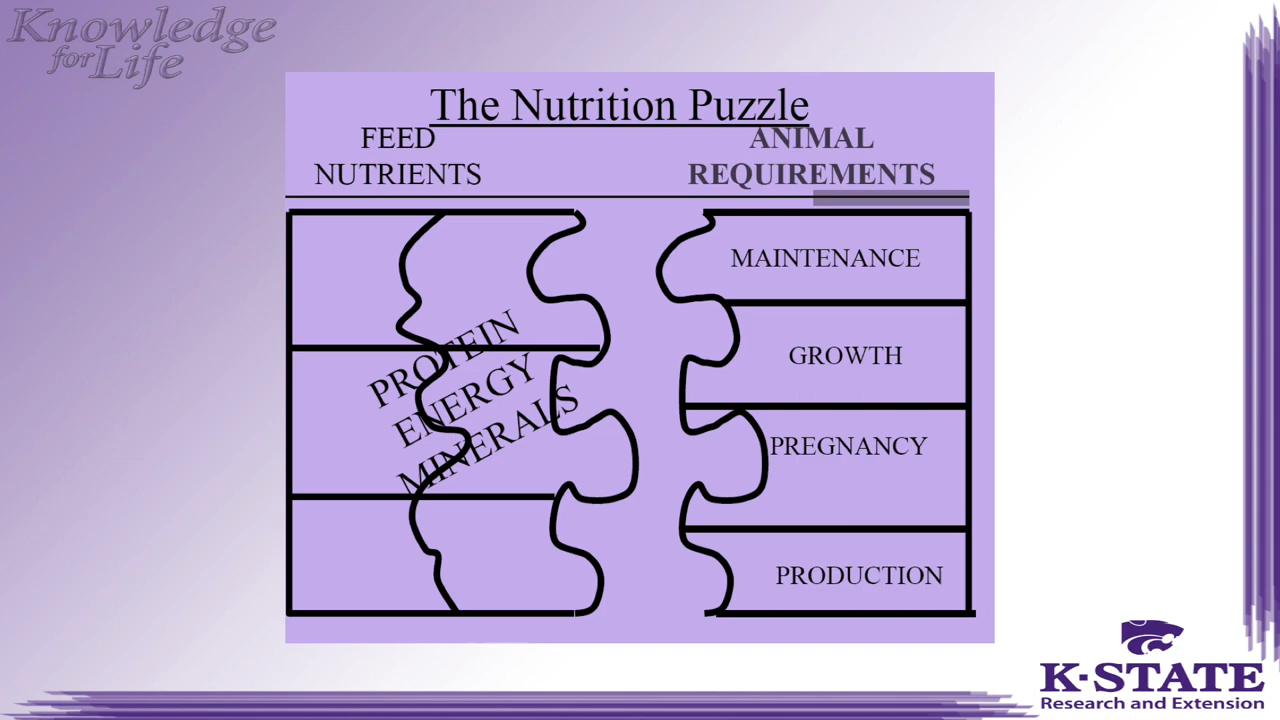 Knowledge
for Life
The Nutrition Puzzle
FEED
NUTRIENTS
ANIMAL
REQUIREMENTS
PROTEIN
ENERGY
MINERALS
MAINTENANCE
GROWTH
PREGNANCY
PRODUCTION
K-STATE
Research and Extension